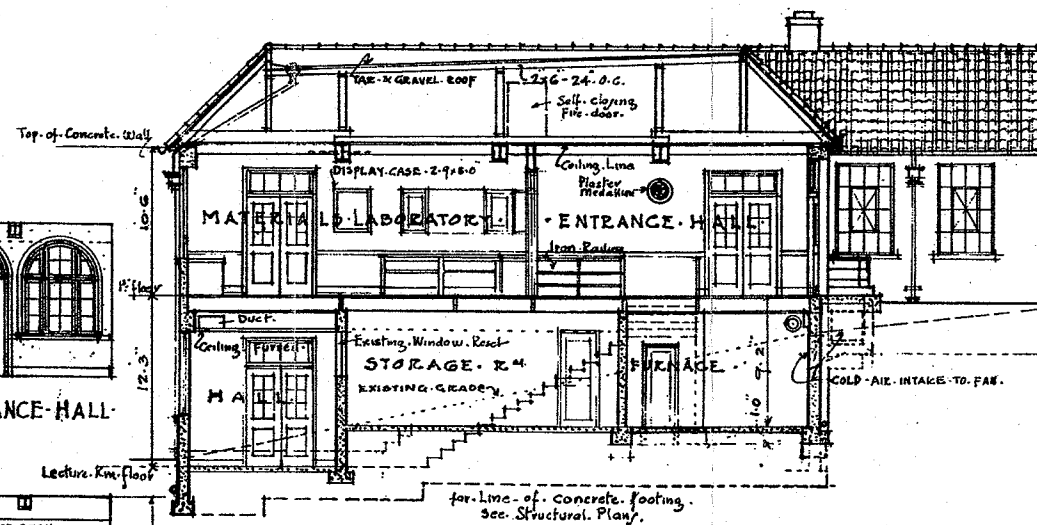 TAR & GRAVEL ROOF
2x6-24" O.C.
Self. closing
Fire. door.
Top. of. Concrete. Wall
DISPLAY. CASE. 2-9x8-0
Ceiling. Line
Plaster
Medallion
10'.6"
MATERIALS. LABORATORY.
. ENTRANCE. HALL
Iron. Railing
1st floor
Duct.
Ceiling Furred
Existing. Window. Reset
STORAGE. RM.
FURNACE
EXISTING. GRADE
COLD. AIR. INTAKE. TO. FAN.
12'.3"
HALL
ANCE. HALL.
Lecture. Rm. floor
for. Line. of. Concrete. footing.
see. Structural. Plans.